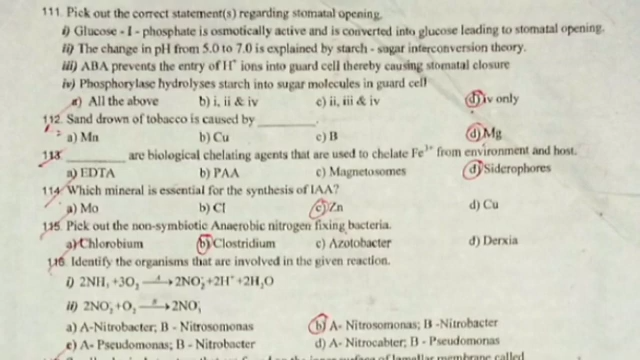 111. Pick out the correct statement(s) regarding stomatal opening.
i) Glucose - I - phosphate is osmotically active and is converted into glucose leading to stomatal opening.
ii) The change in pH from 5.0 to 7.0 is explained by starch - sugar interconversion theory.
iii) ABA prevents the entry of H⁺ ions into guard cell thereby causing stomatal closure
iv) Phosphorylase hydrolyses starch into sugar molecules in guard cell
a) All the above b) i, ii & iv c) ii, iii & iv d) iv only
112. Sand drown of tobacco is caused by ________.
a) Mn b) Cu c) B d) Mg
113. ________ are biological chelating agents that are used to chelate Fe³⁺ from environment and host.
a) EDTA b) PAA c) Magnetosomes d) Siderophores
114. Which mineral is essential for the synthesis of IAA?
a) Mo b) Cl c) Zn d) Cu
115. Pick out the non-symbiotic Anaerobic nitrogen fixing bacteria.
a) Chlorobium b) Clostridium c) Azotobacter d) Derxia
116. Identify the organisms that are involved in the given reaction.
i) 2NH₃ +3O₂ —A→ 2NO₂⁻ +2H⁺ +2H₂O
ii) 2NO₂⁻ +O₂ —B→ 2NO₃⁻
a) A-Nitrobacter; B - Nitrosomonas b) A- Nitrosomonas; B -Nitrobacter
c) A- Pseudomonas; B - Nitrobacter d) A- Nitrocabter; B - Pseudomonas
surface of lamellar membrane called